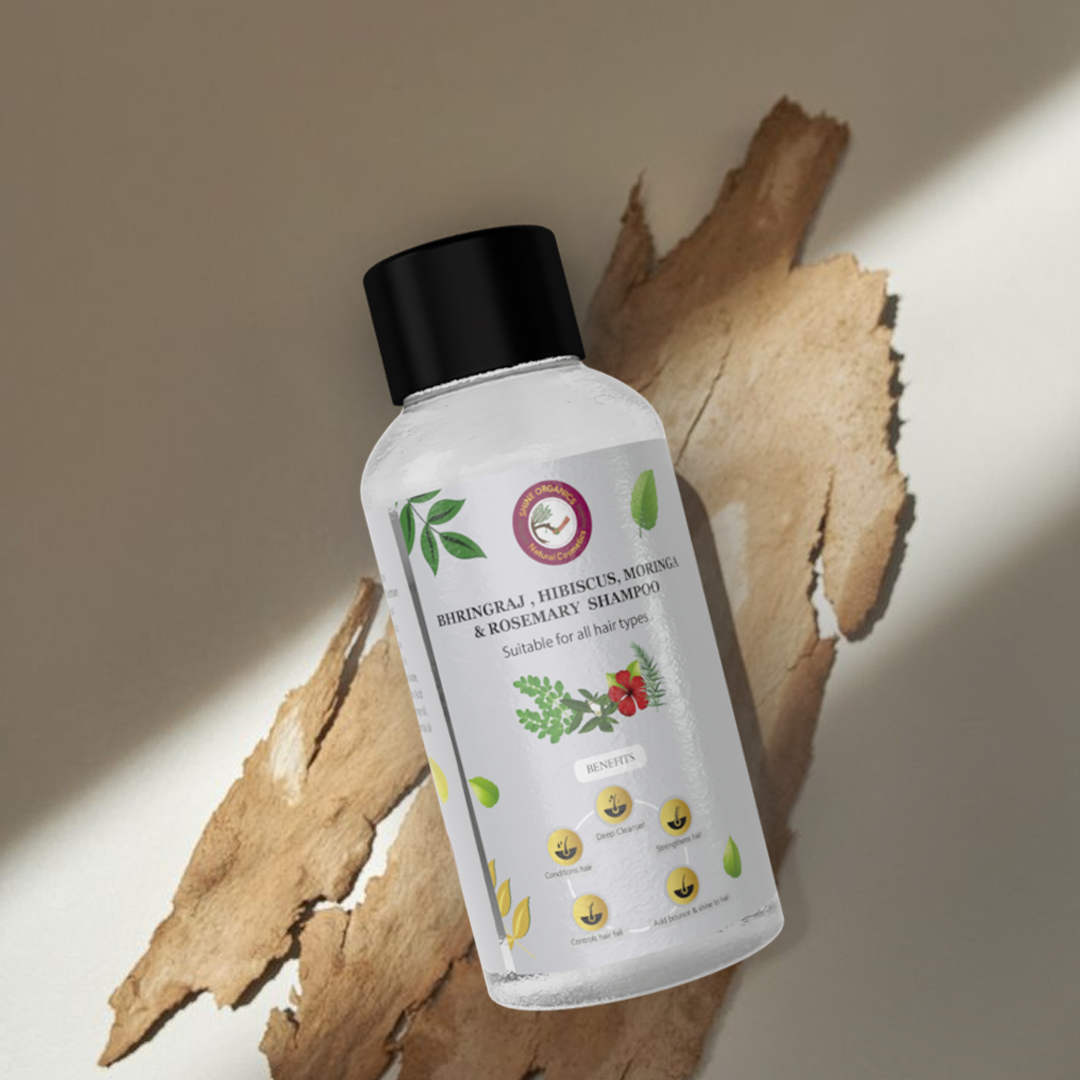 SHINE ORGANICS
Natural Cosmetics
BHRINGRAJ , HIBISCUS, MORINGA
& ROSEMARY SHAMPOO
Suitable for all hair types
BENEFITS
Deep Cleanser
Strengthens hair
Conditions hair
Add bounce & shine to hair
Controls hair fall